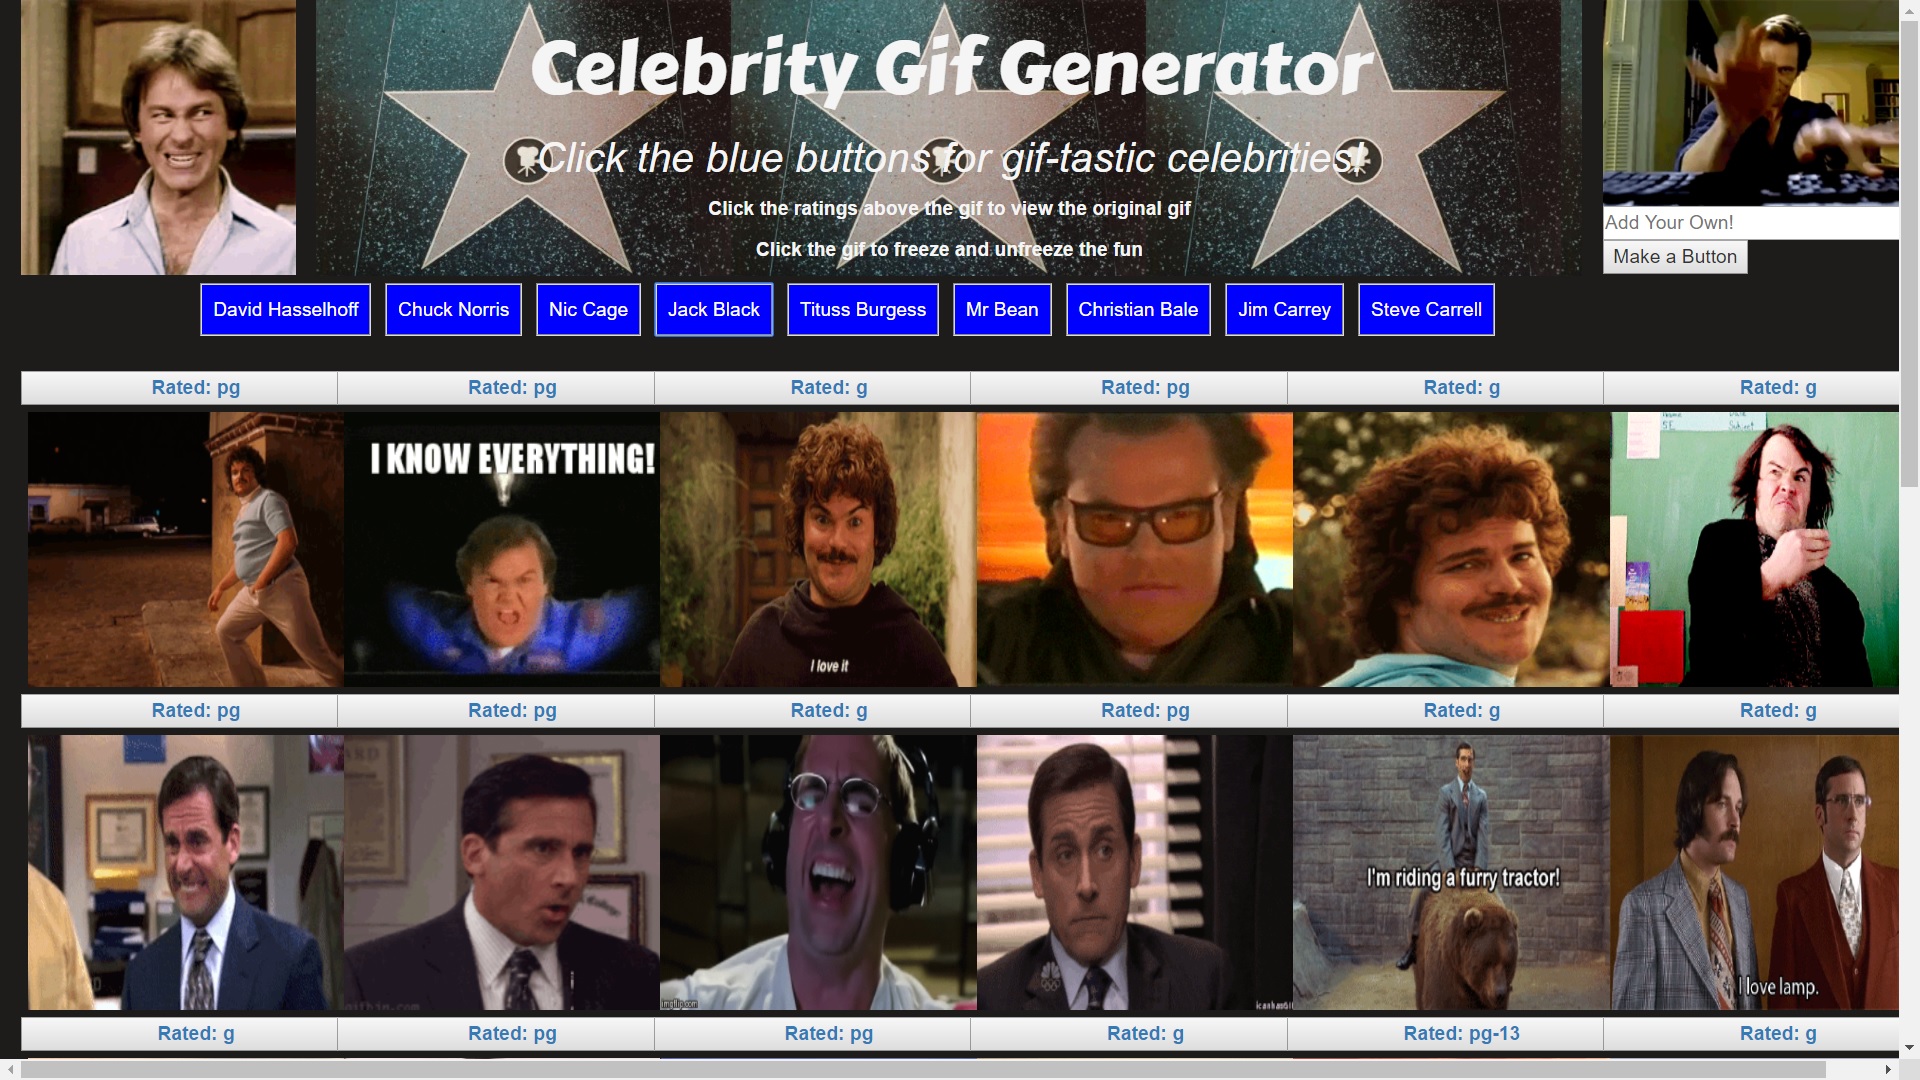 Celebrity Gif Generator
Click the blue buttons for gif-tastic celebrities!
Click the ratings above the gif to view the original gif
Click the gif to freeze and unfreeze the fun
Add Your Own!
Make a Button
David Hasselhoff Chuck Norris Nic Cage Jack Black Tituss Burgess Mr Bean Christian Bale Jim Carrey Steve Carrell
Rated: pg Rated: pg Rated: g Rated: pg Rated: g Rated: g
I KNOW EVERYTHING!
I love it
Subject
Rated: pg Rated: pg Rated: g Rated: pg Rated: g Rated: g
I'm riding a furry tractor!
I love lamp.
imgflip.com
Rated: g Rated: pg Rated: pg Rated: g Rated: pg-13 Rated: g